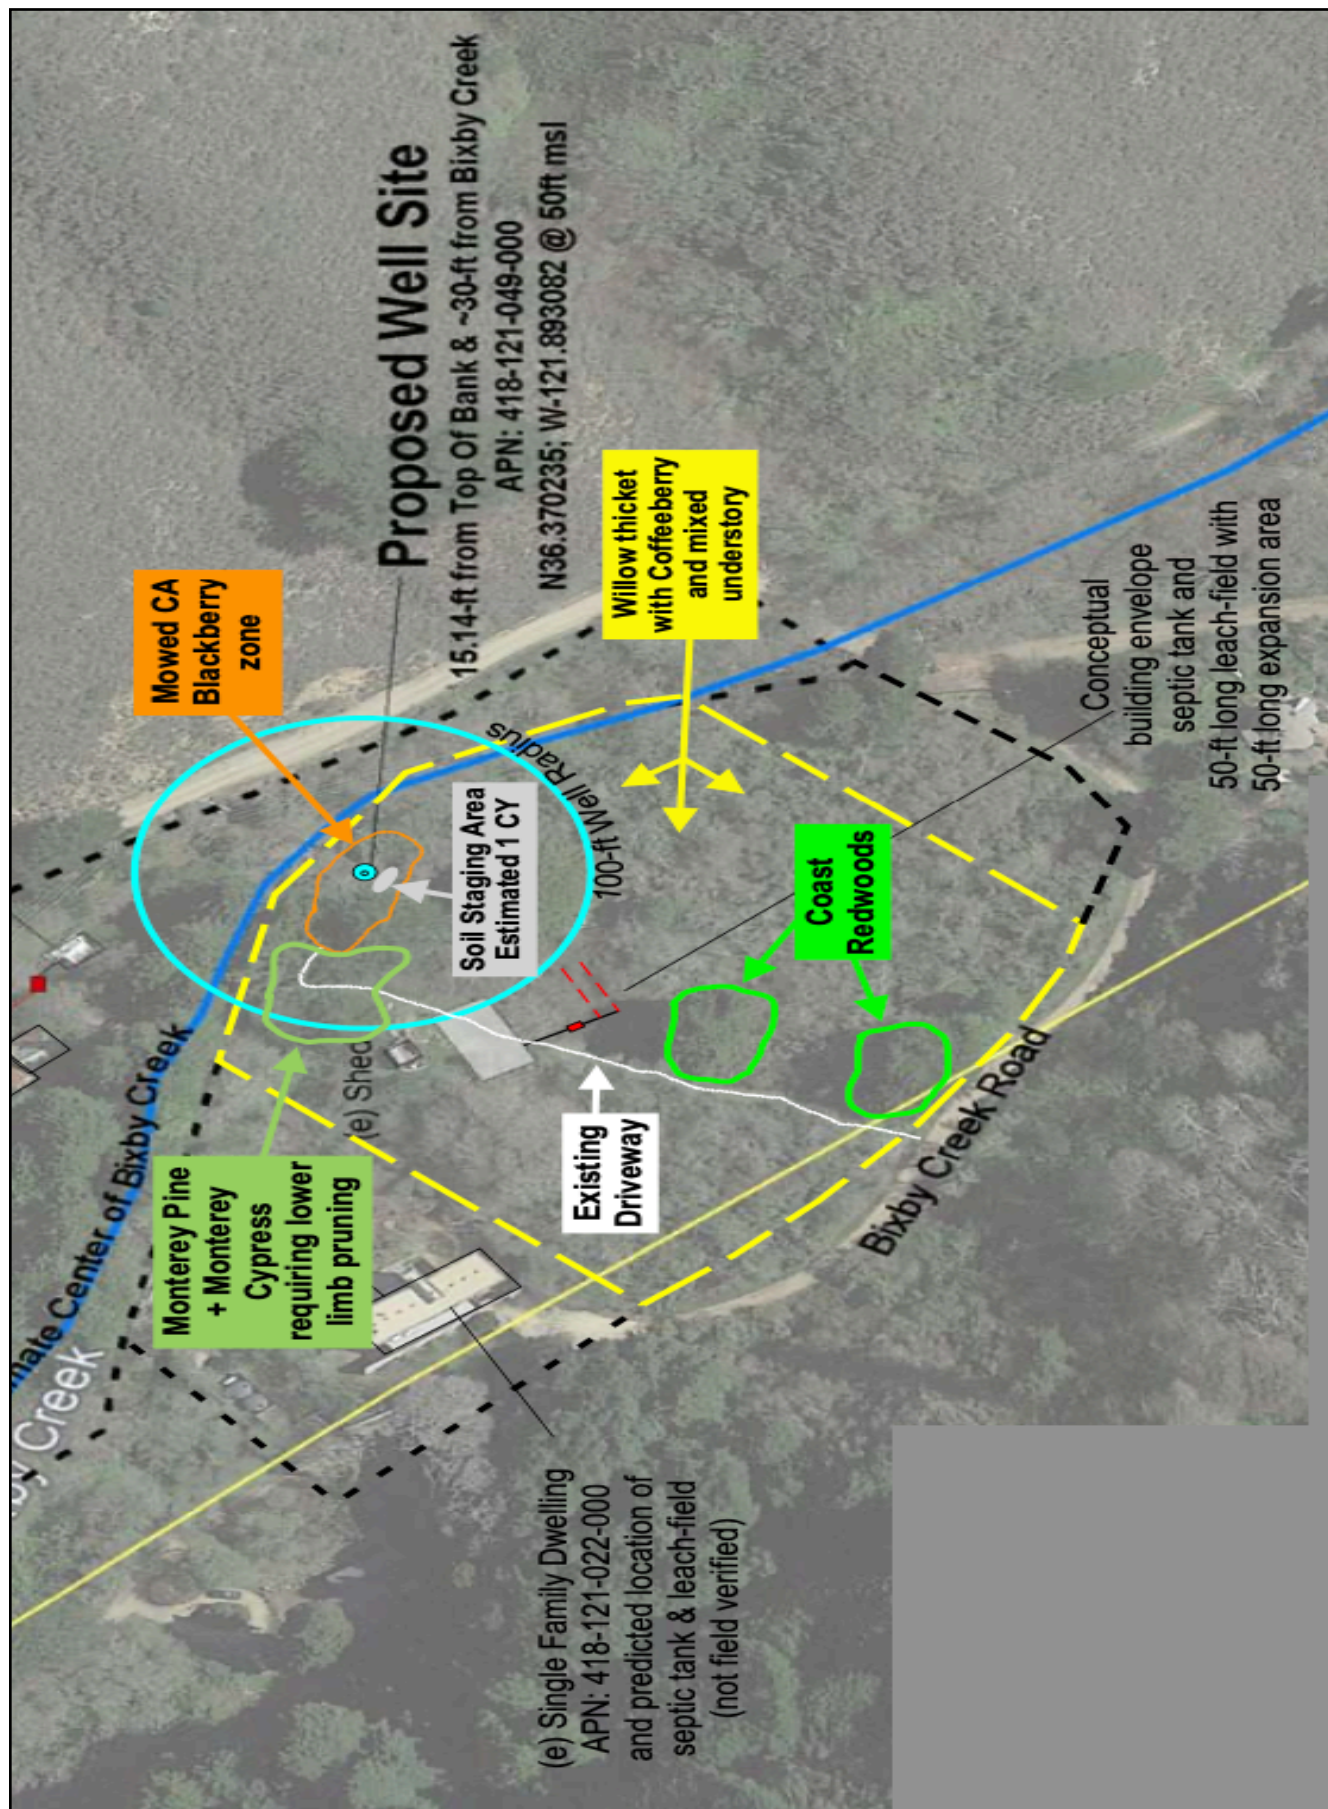 Proposed Well Site
15.14-ft from Top Of Bank & ~30-ft from Bixby Creek
APN: 418-121-049-000
N36.370235; W-121.893082 @ 50ft msl
Mowed CA
Blackberry
zone
Willow thicket
with Coffeeberry
and mixed
understory
Conceptual
building envelope
septic tank and
50-ft long leach-field with
50-ft long expansion area
100-ft Well Radius
Soil Staging Area
Estimated 1 CY
Coast
Redwoods
Center of Bixby Creek
Creek
Monterey Pine
+ Monterey
Cypress
requiring lower
limb pruning
(e) Shed
Existing
Driveway
Bixby Creek Road
(e) Single Family Dwelling
APN: 418-121-022-000
and predicted location of
septic tank & leach-field
(not field verified)